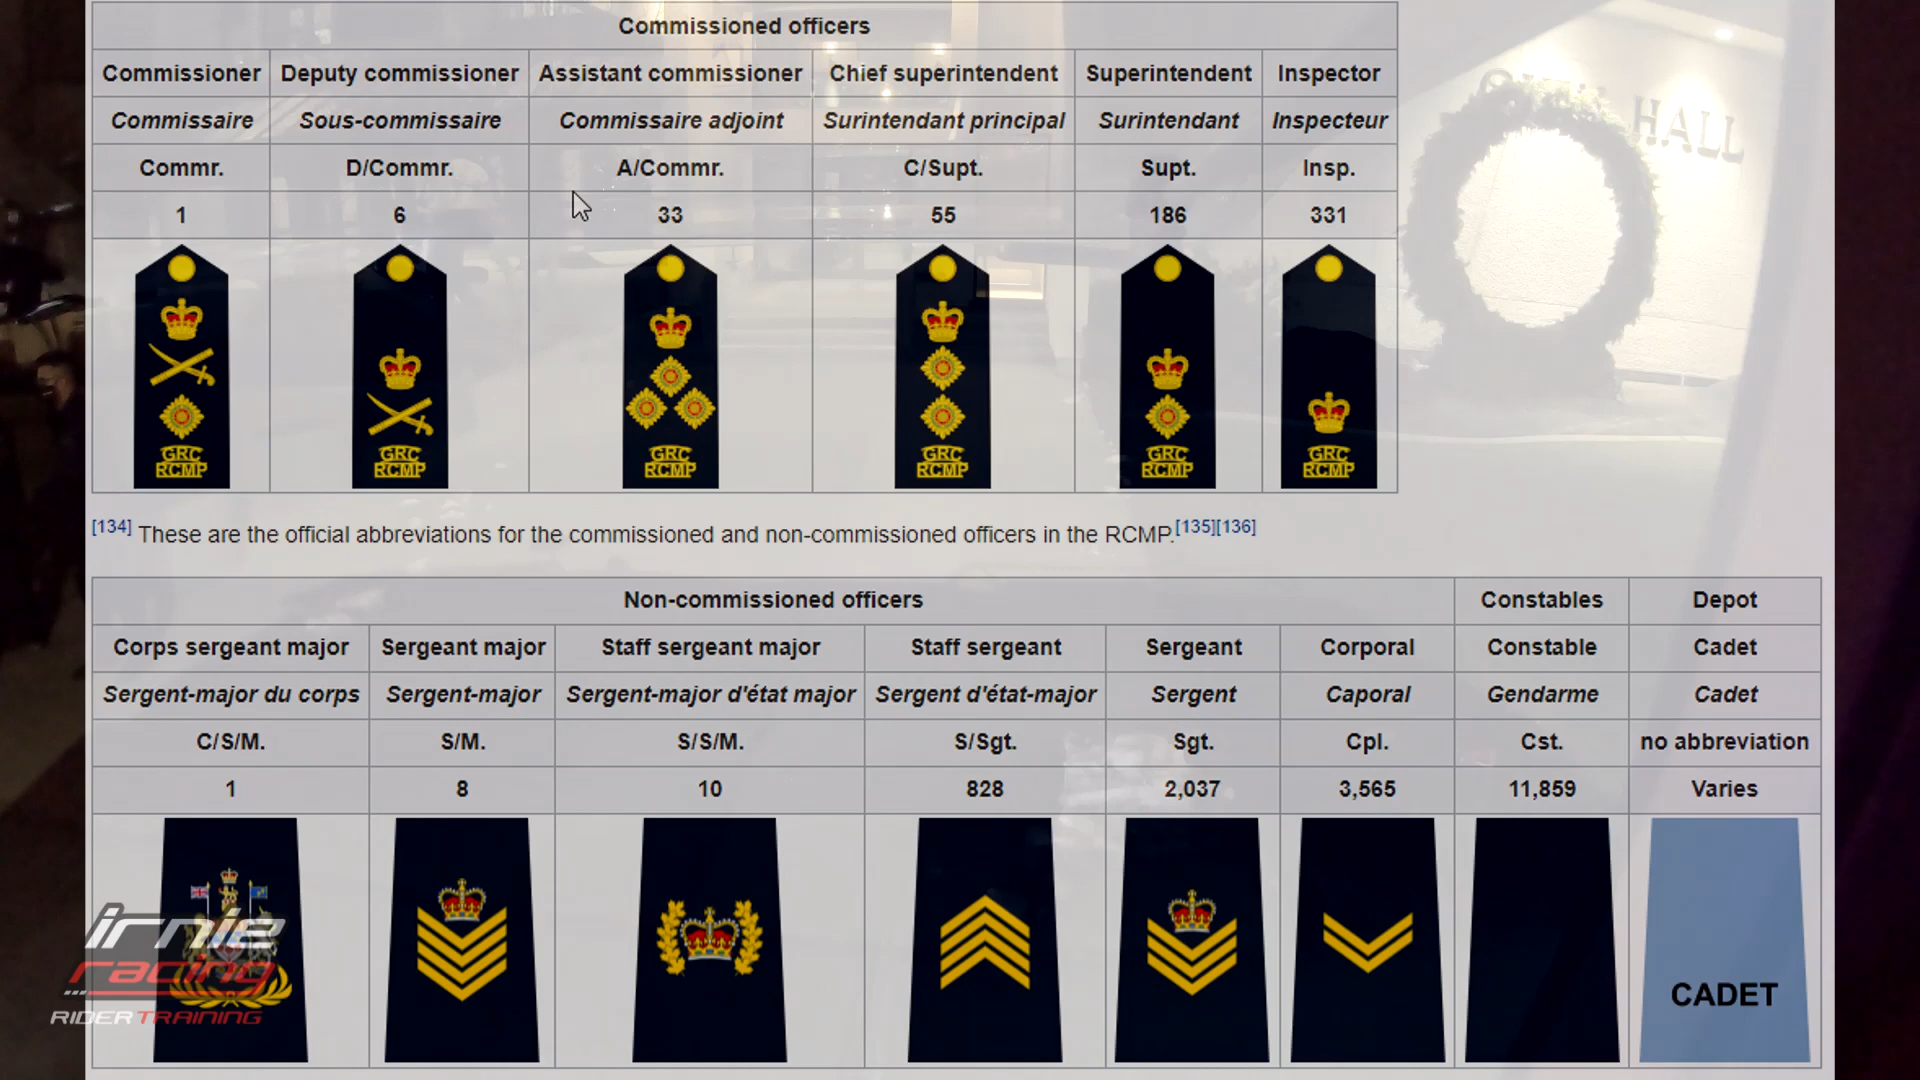 Commissioned officers
Commissioner Deputy commissioner Assistant commissioner Chief superintendent Superintendent Inspector
Commissaire Sous-commissaire Commissaire adjoint Surintendant principal Surintendant Inspecteur
Commr. D/Commr. A/Commr. C/Supt. Supt. Insp.
1 6 33 55 186 331
GRC GRC GRC GRC GRC GRC
RCMP RCMP RCMP RCMP RCMP RCMP
HALL
[134] These are the official abbreviations for the commissioned and non-commissioned officers in the RCMP.[135][136]
Non-commissioned officers Constables Depot
Corps sergeant major Sergeant major Staff sergeant major Staff sergeant Sergeant Corporal Constable Cadet
Sergent-major du corps Sergent-major Sergent-major d'état major Sergent d'état-major Sergent Caporal Gendarme Cadet
C/S/M. S/M. S/S/M. S/Sgt. Sgt. Cpl. Cst. no abbreviation
1 8 10 828 2,037 3,565 11,859 Varies
CADET
irnie
racing
RIDER TRAINING